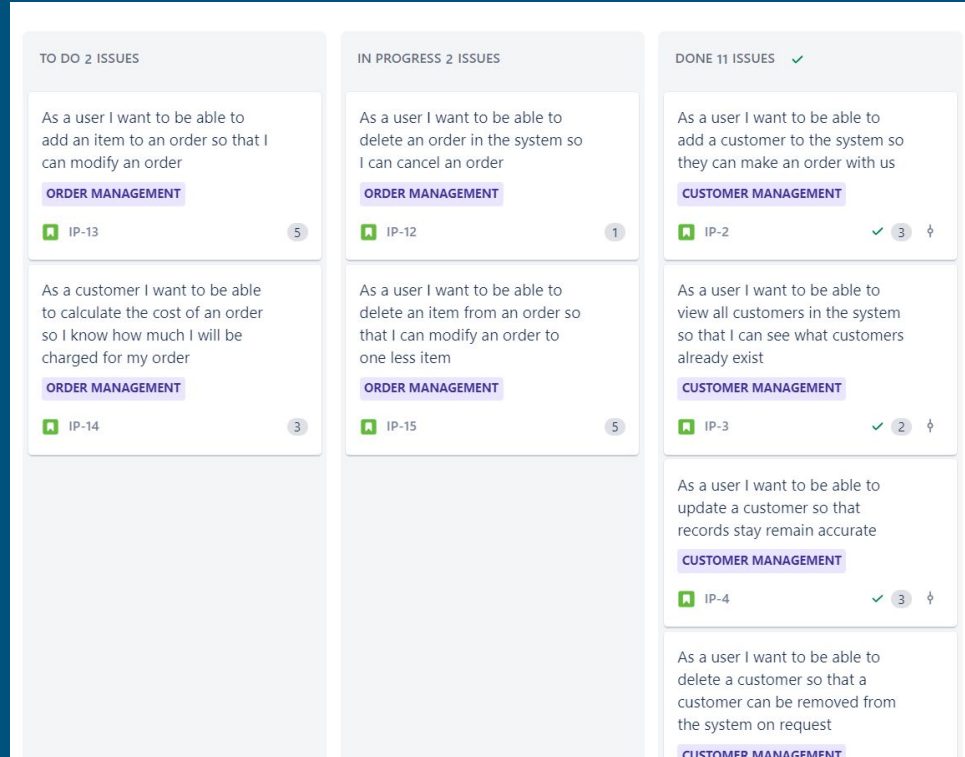 TO DO 2 ISSUES
As a user I want to be able to
add an item to an order so that I
can modify an order
ORDER MANAGEMENT
IP-13 5
As a customer I want to be able
to calculate the cost of an order
so I know how much I will be
charged for my order
ORDER MANAGEMENT
IP-14 3
IN PROGRESS 2 ISSUES
As a user I want to be able to
delete an order in the system so
I can cancel an order
ORDER MANAGEMENT
IP-12 1
As a user I want to be able to
delete an item from an order so
that I can modify an order to
one less item
ORDER MANAGEMENT
IP-15 5
DONE 11 ISSUES
As a user I want to be able to
add a customer to the system so
they can make an order with us
CUSTOMER MANAGEMENT
IP-2 3
As a user I want to be able to
view all customers in the system
so that I can see what customers
already exist
CUSTOMER MANAGEMENT
IP-3 2
As a user I want to be able to
update a customer so that
records stay remain accurate
CUSTOMER MANAGEMENT
IP-4 3
As a user I want to be able to
delete a customer so that a
customer can be removed from
the system on request
CUSTOMER MANAGEMENT